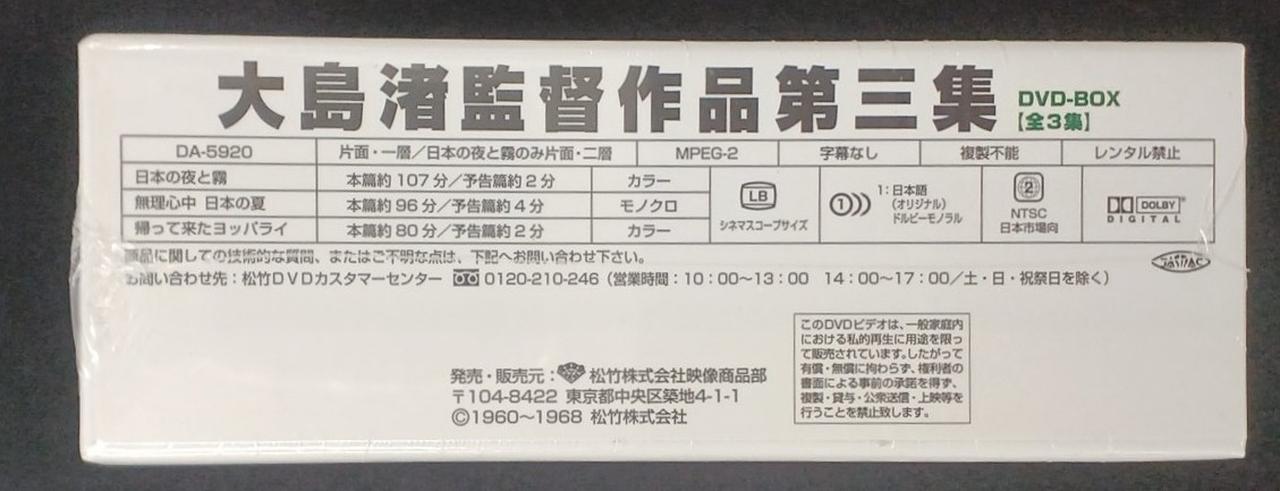 大島渚監督作品第三集
DVD-BOX
【全3集】
DA-5920 片面・一層／日本の夜と霧のみ片面・二層 MPEG-2 字幕なし 複製不能 レンタル禁止
日本の夜と霧 本篇約107分／予告篇約2分 カラー
無理心中 日本の夏 本篇約96分／予告篇約4分 モノクロ
帰って来たヨッパライ 本篇約80分／予告篇約2分 カラー
LB
シネマスコープサイズ
1)))
1:日本語
(オリジナル)
ドルビーモノラル
2
NTSC
日本市場向
DOLBY
DIGITAL
商品に関しての技術的な質問、またはご不明な点は、下記へお問い合わせ下さい。
お問い合わせ先:松竹DVDカスタマーセンター 0120-210-246(営業時間:10:00〜13:00 14:00〜17:00／土・日・祝祭日を除く)
このDVDビデオは、一般家庭内
における私的再生に用途を限っ
て販売されています。したがって
有償・無償に拘わらず、権利者の
書面による事前の承諾を得ず、
複製・貸与・公衆送信・上映等を
行うことを禁止致します。
発売・販売元:松竹株式会社映像商品部
〒104-8422 東京都中央区築地4-1-1
©1960〜1968 松竹株式会社